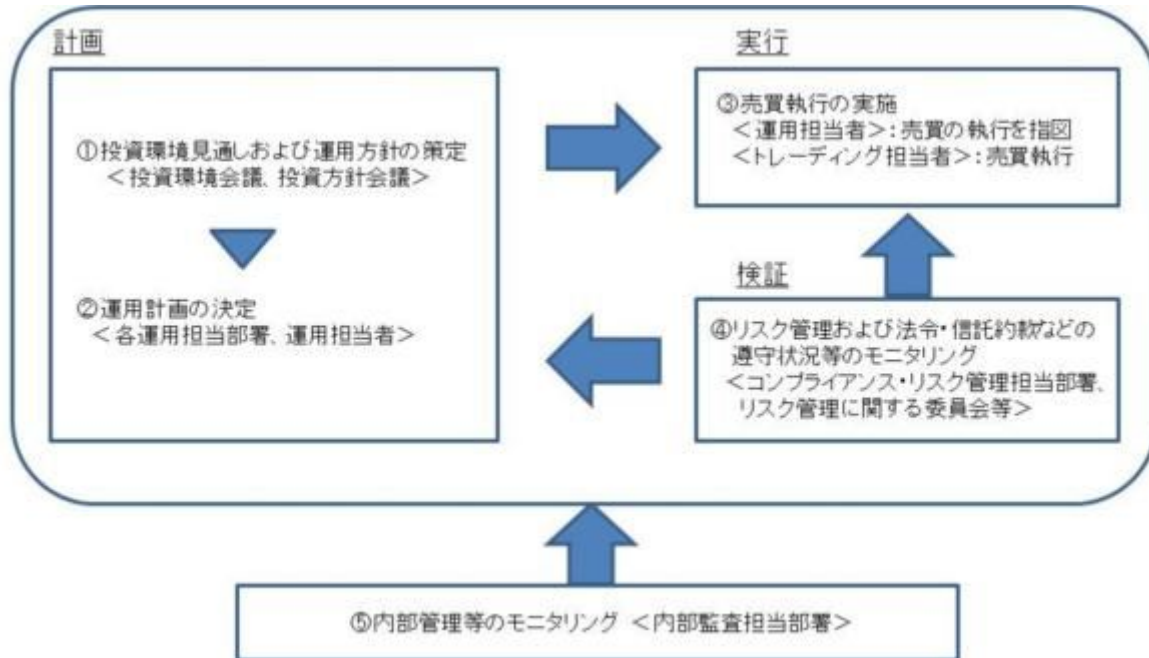 計画
①投資環境見通しおよび運用方針の策定
＜投資環境会議、投資方針会議＞
②運用計画の決定
＜各運用担当部署、運用担当者＞
実行
③売買執行の実施
＜運用担当者＞：売買の執行を指図
＜トレーディング担当者＞：売買執行
検証
④リスク管理および法令・信託約款などの
遵守状況等のモニタリング
＜コンプライアンス・リスク管理担当部署、
リスク管理に関する委員会等＞
⑤内部管理等のモニタリング ＜内部監査担当部署＞